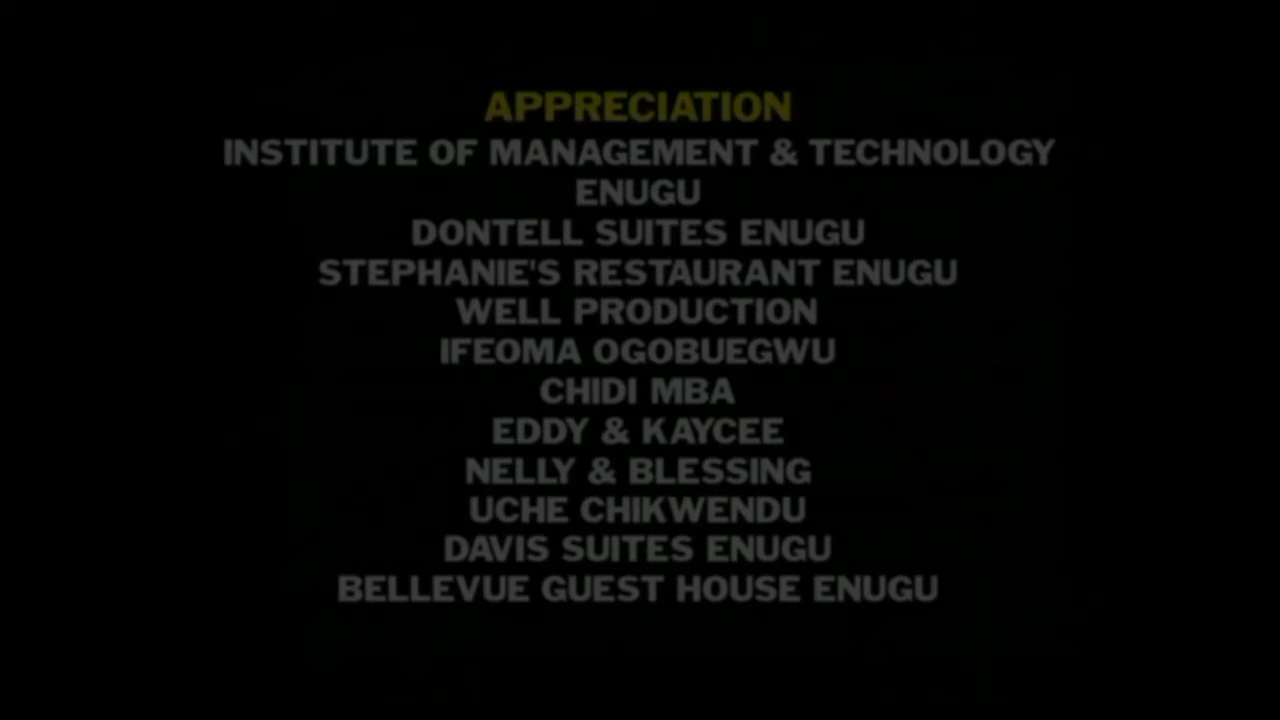 APPRECIATION
INSTITUTE OF MANAGEMENT & TECHNOLOGY
ENUGU
DONTELL SUITES ENUGU
STEPHANIE'S RESTAURANT ENUGU
WELL PRODUCTION
IFEOMA OGOBUEGWU
CHIDI MBA
EDDY & KAYCEE
NELLY & BLESSING
UCHE CHIKWENDU
DAVIS SUITES ENUGU
BELLEVUE GUEST HOUSE ENUGU